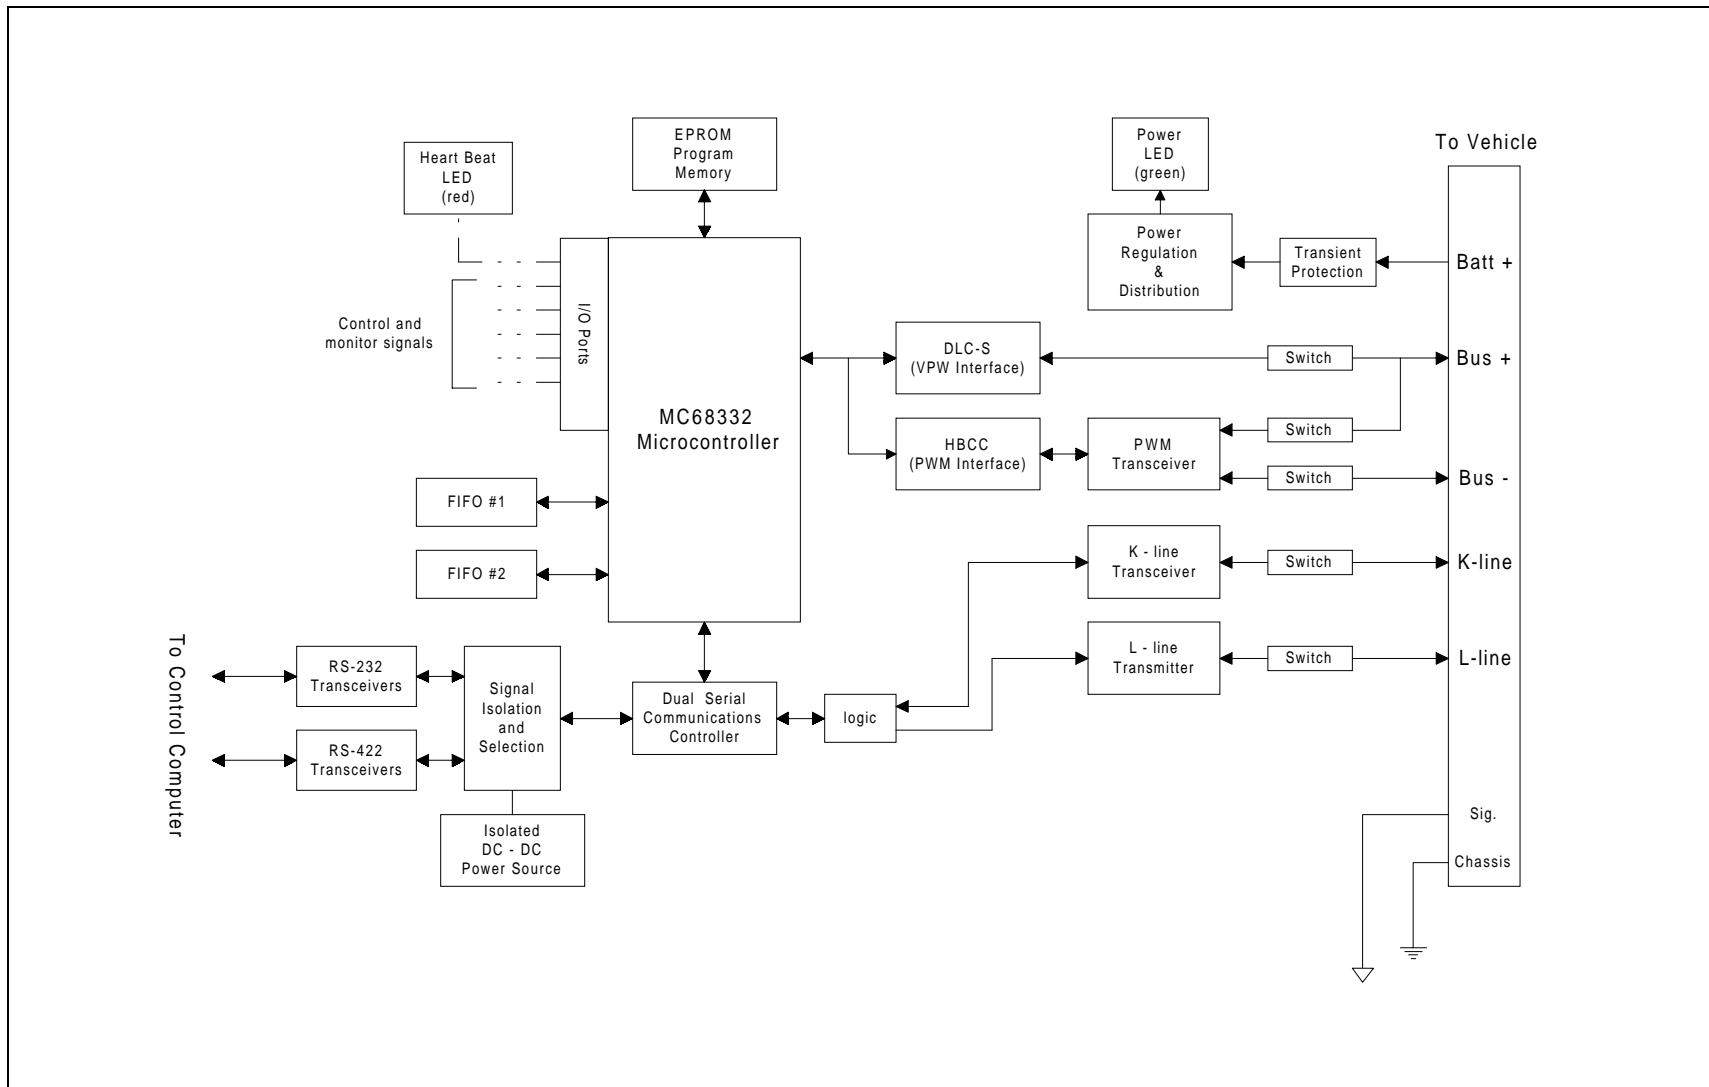 EPROM
Program
Memory
Heart Beat
LED
(red)
Power
LED
(green)
To Vehicle
Power
Regulation
&
Distribution
Transient
Protection
Batt +
I/O Ports
Control and
monitor signals
DLC-S
(VPW Interface)
Switch
Bus +
MC68332
Microcontroller
HBCC
(PWM Interface)
PWM
Transceiver
Switch
Switch
Bus -
FIFO #1
FIFO #2
K - line
Transceiver
Switch
K-line
L - line
Transmitter
Switch
L-line
To Control Computer
RS-232
Transceivers
RS-422
Transceivers
Signal
Isolation
and
Selection
Dual Serial
Communications
Controller
logic
Isolated
DC - DC
Power Source
Sig.
Chassis